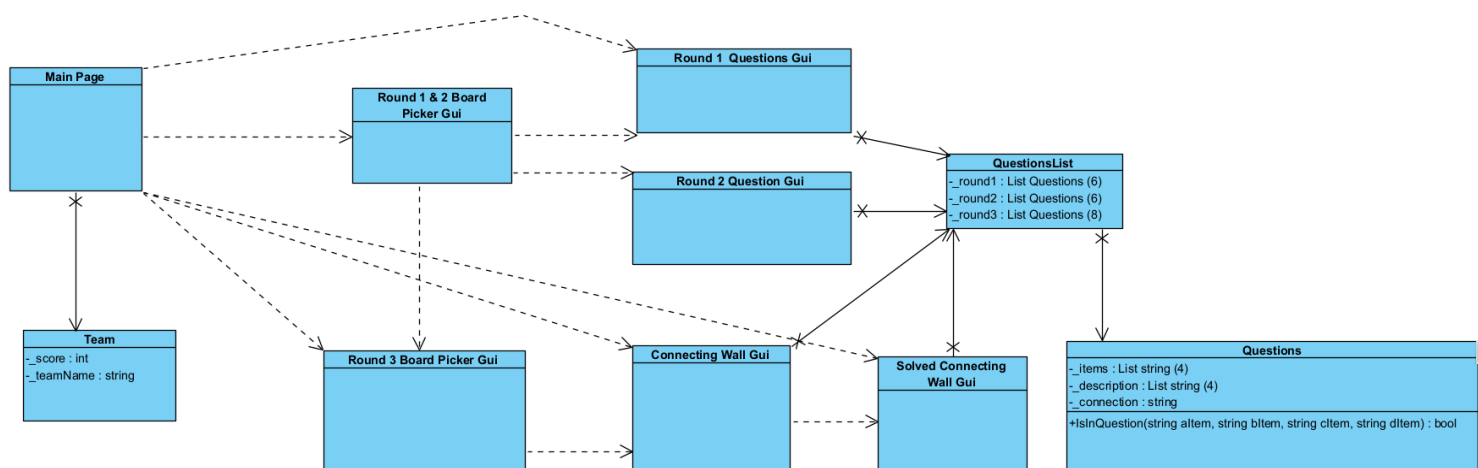 Main Page
Round 1 & 2 Board
Picker Gui
Round 1 Questions Gui
Round 2 Question Gui
QuestionsList
-_round1 : List Questions (6)
-_round2 : List Questions (6)
-_round3 : List Questions (8)
Team
-_score : int
-_teamName : string
Round 3 Board Picker Gui
Connecting Wall Gui
Solved Connecting
Wall Gui
Questions
-_items : List string (4)
-_description : List string (4)
-_connection : string
+IsInQuestion(string aItem, string bItem, string cItem, string dItem) : bool